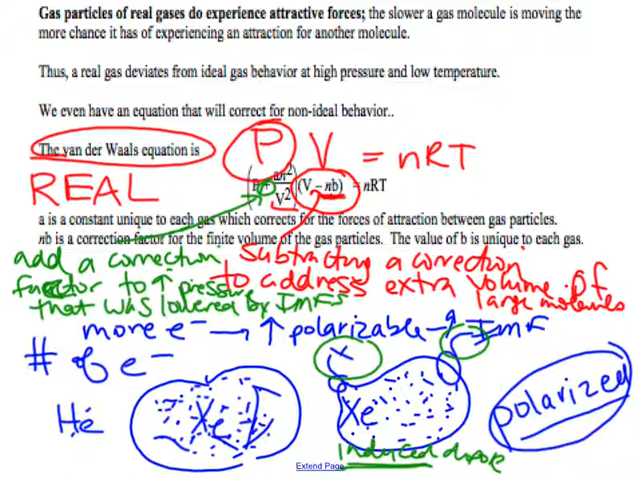 Gas particles of real gases do experience attractive forces; the slower a gas molecule is moving the
more chance it has of experiencing an attraction for another molecule.
Thus, a real gas deviates from ideal gas behavior at high pressure and low temperature.
We even have an equation that will correct for non-ideal behavior..
The van der Waals equation is
P V = nRT
(P + an²/V²)(V – nb) = nRT
REAL
a is a constant unique to each gas which corrects for the forces of attraction between gas particles.
nb is a correction factor for the finite volume of the gas particles. The value of b is unique to each gas.
add a correction
factor to ↑ pressure
that was lowered by IMFS
subtracting a correction
to address extra volume of
large molecules
more e⁻ → ↑ polarizable → IMF
# of e⁻
He
Xe
Xe
polarized
induced dipole
Extend Page